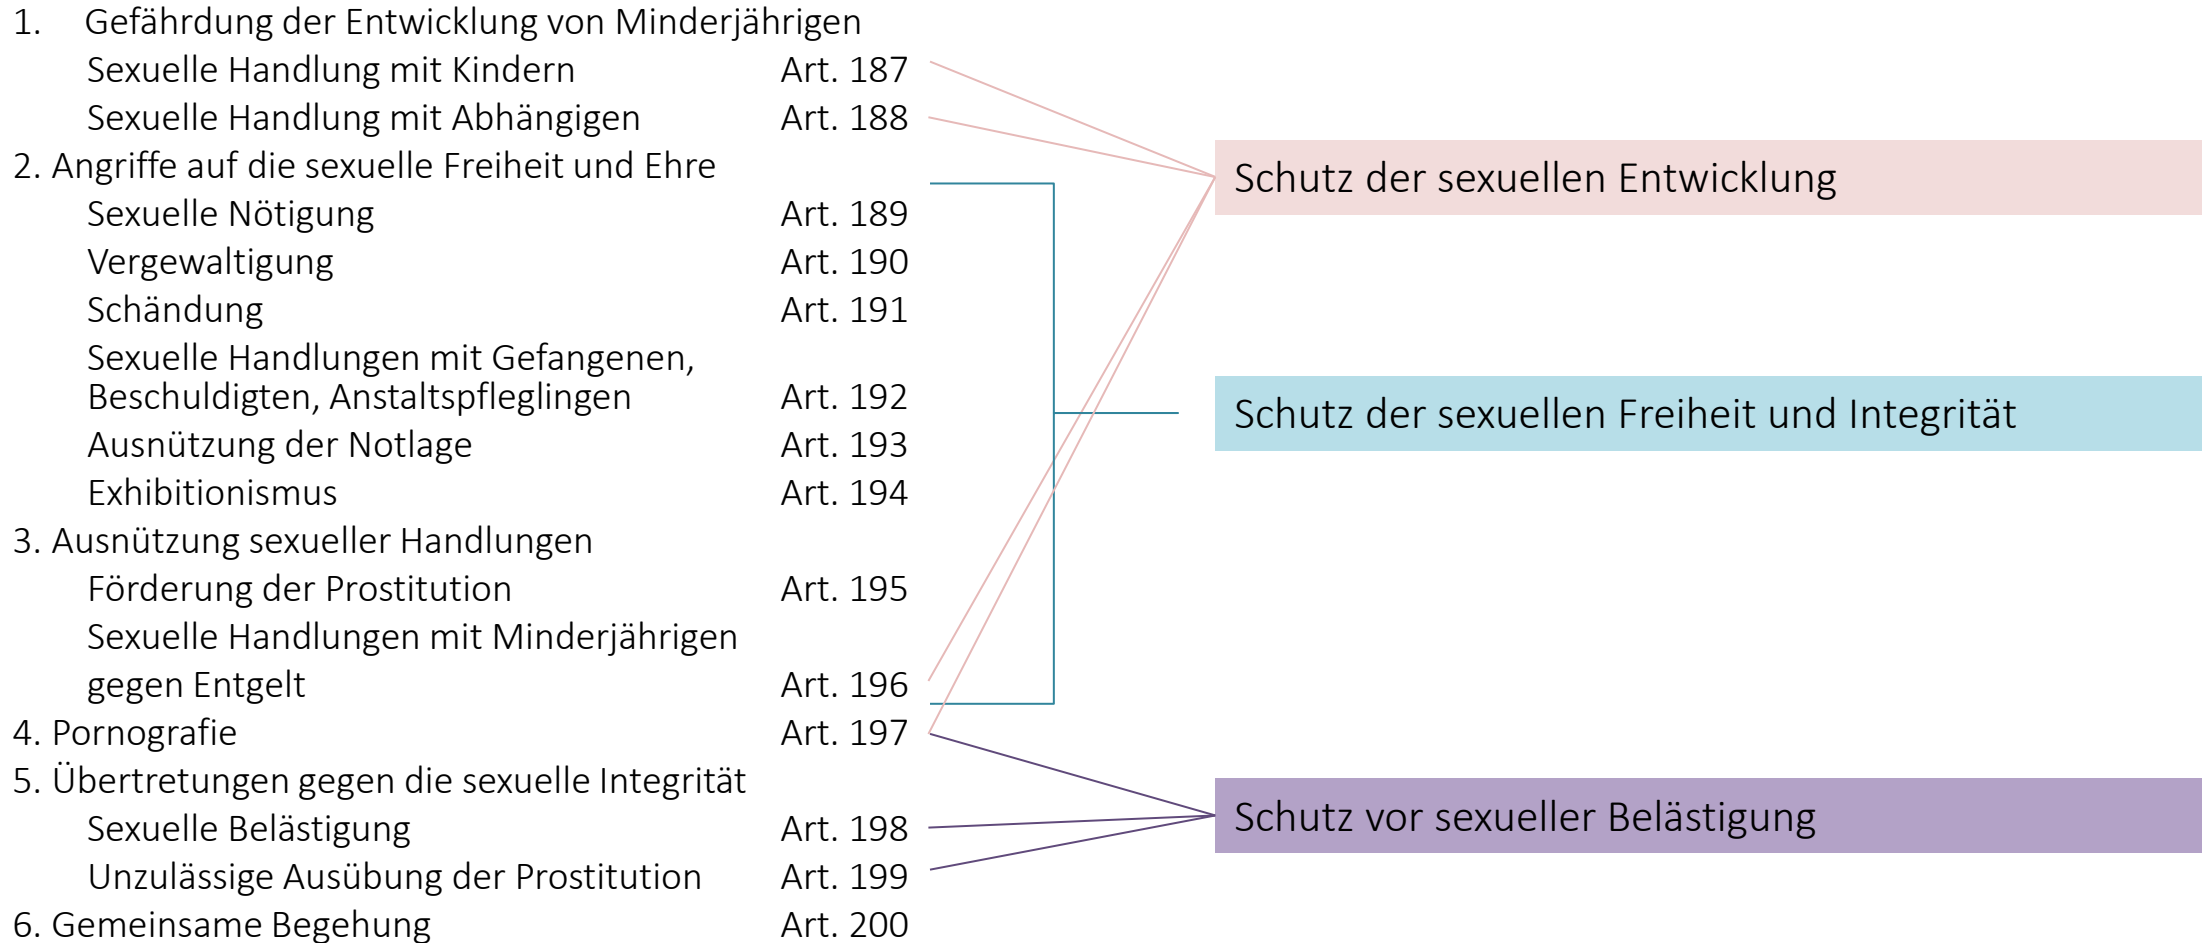 1. Gefährdung der Entwicklung von Minderjährigen
Sexuelle Handlung mit Kindern Art. 187
Sexuelle Handlung mit Abhängigen Art. 188
2. Angriffe auf die sexuelle Freiheit und Ehre
Sexuelle Nötigung Art. 189
Vergewaltigung Art. 190
Schändung Art. 191
Sexuelle Handlungen mit Gefangenen,
Beschuldigten, Anstaltspfleglingen Art. 192
Ausnützung der Notlage Art. 193
Exhibitionismus Art. 194
3. Ausnützung sexueller Handlungen
Förderung der Prostitution Art. 195
Sexuelle Handlungen mit Minderjährigen
gegen Entgelt Art. 196
4. Pornografie Art. 197
5. Übertretungen gegen die sexuelle Integrität
Sexuelle Belästigung Art. 198
Unzulässige Ausübung der Prostitution Art. 199
6. Gemeinsame Begehung Art. 200
Schutz der sexuellen Entwicklung
Schutz der sexuellen Freiheit und Integrität
Schutz vor sexueller Belästigung